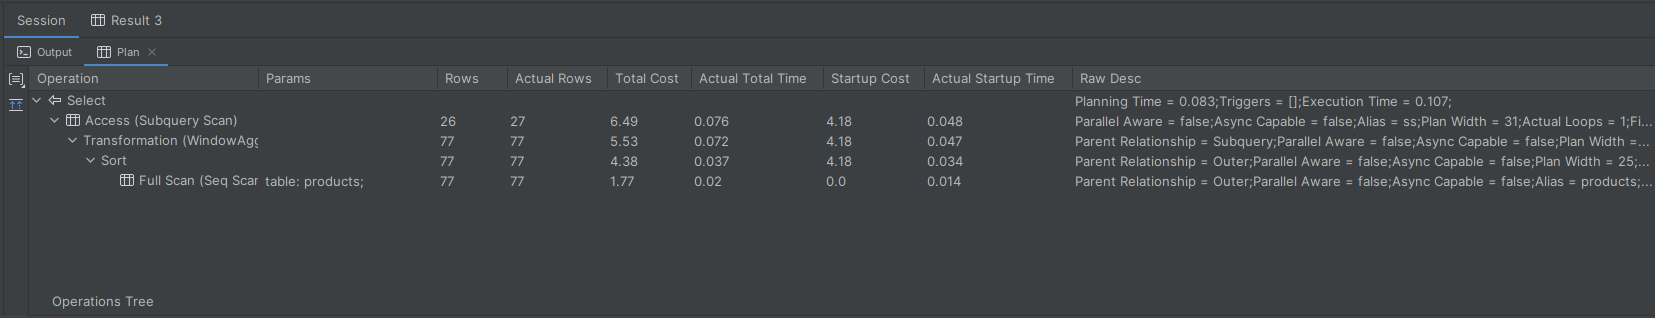 Session Result 3
Output Plan
Operation Params Rows Actual Rows Total Cost Actual Total Time Startup Cost Actual Startup Time Raw Desc
Select Planning Time = 0.083;Triggers = [];Execution Time = 0.107;
Access (Subquery Scan) 26 27 6.49 0.076 4.18 0.048 Parallel Aware = false;Async Capable = false;Alias = ss;Plan Width = 31;Actual Loops = 1;Fi...
Transformation (WindowAgg 77 77 5.53 0.072 4.18 0.047 Parent Relationship = Subquery;Parallel Aware = false;Async Capable = false;Plan Width =...
Sort 77 77 4.38 0.037 4.18 0.034 Parent Relationship = Outer;Parallel Aware = false;Async Capable = false;Plan Width = 25;...
Full Scan (Seq Scan table: products; 77 77 1.77 0.02 0.0 0.014 Parent Relationship = Outer;Parallel Aware = false;Async Capable = false;Alias = products;...
Operations Tree